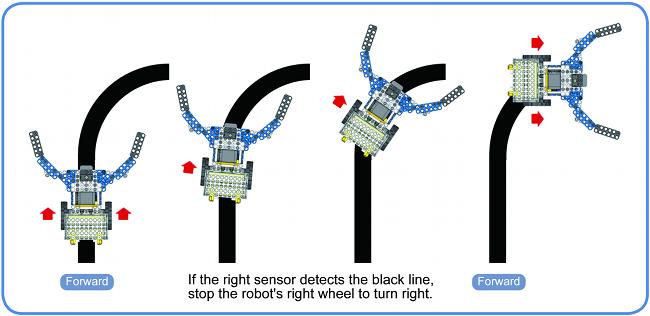 Forward
If the right sensor detects the black line,
stop the robot's right wheel to turn right.
Forward